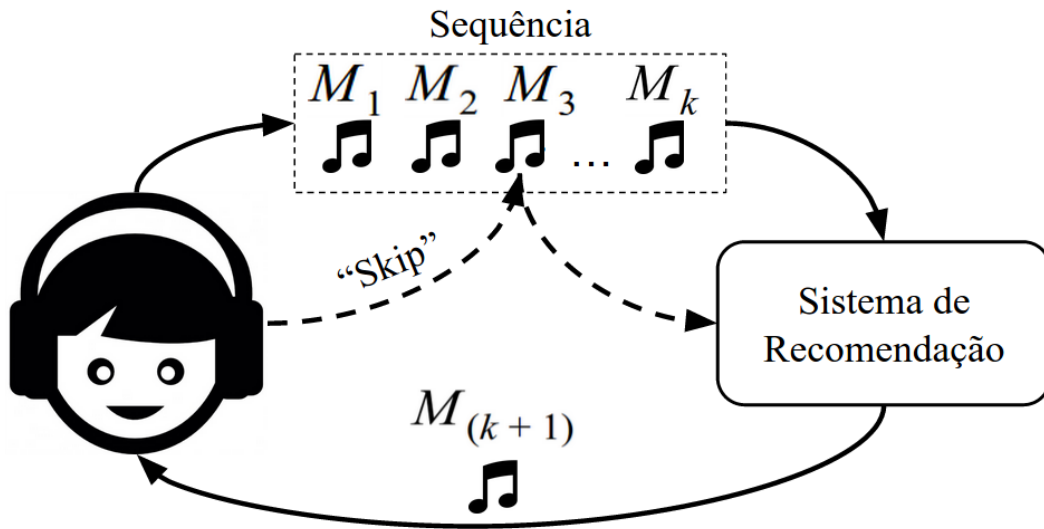 Sequência
M₁ M₂ M₃ ... Mₖ
“Skip”
Sistema de
Recomendação
M₍ₖ ₊ ₁₎